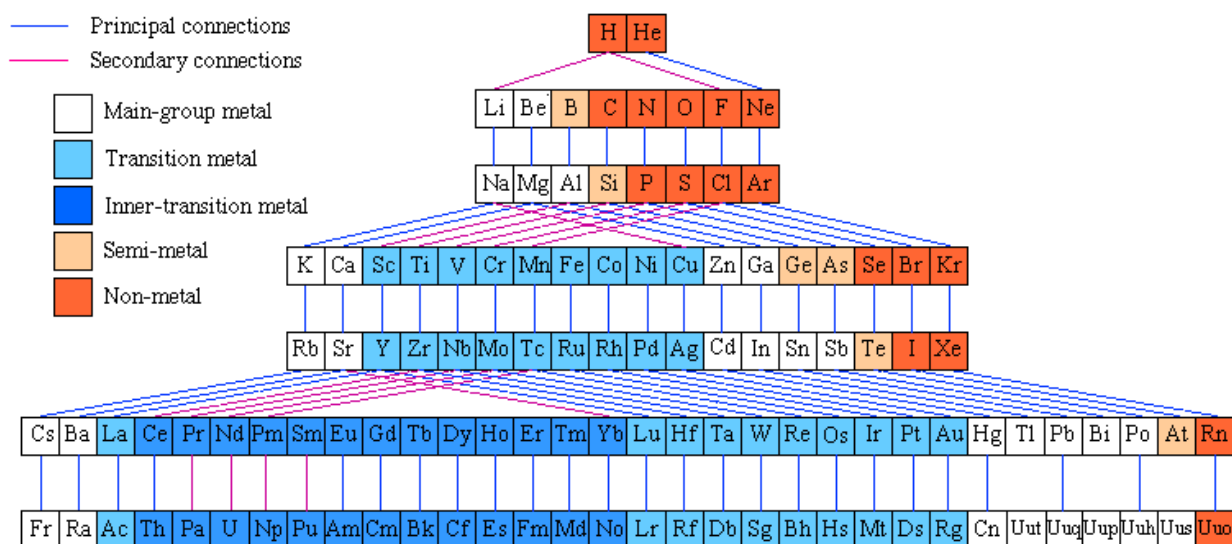 Principal connections
Secondary connections
Main-group metal
Transition metal
Inner-transition metal
Semi-metal
Non-metal
H He
Li Be B C N O F Ne
Na Mg Al Si P S Cl Ar
K Ca Sc Ti V Cr Mn Fe Co Ni Cu Zn Ga Ge As Se Br Kr
Rb Sr Y Zr Nb Mo Tc Ru Rh Pd Ag Cd In Sn Sb Te I Xe
Cs Ba La Ce Pr Nd Pm Sm Eu Gd Tb Dy Ho Er Tm Yb Lu Hf Ta W Re Os Ir Pt Au Hg Tl Pb Bi Po At Rn
Fr Ra Ac Th Pa U Np Pu Am Cm Bk Cf Es Fm Md No Lr Rf Db Sg Bh Hs Mt Ds Rg Cn Uut Uuq Uup Uuh Uus Uuo